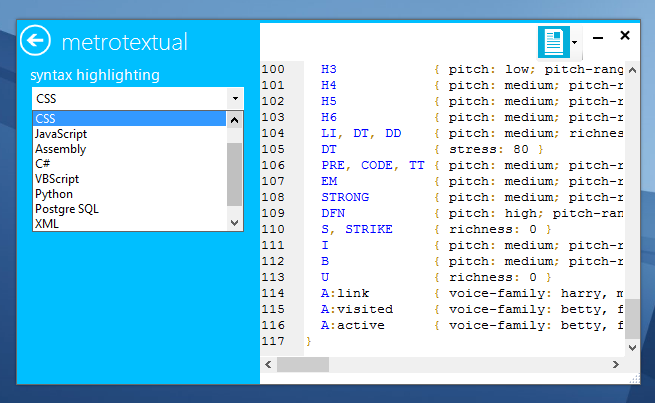 metrotextual
syntax highlighting
CSS
CSS
JavaScript
Assembly
C#
VBScript
Python
Postgre SQL
XML
100 H3 { pitch: low; pitch-rang
101 H4 { pitch: medium; pitch-r
102 H5 { pitch: medium; pitch-r
103 H6 { pitch: medium; pitch-r
104 LI, DT, DD { pitch: medium; richnes
105 DT { stress: 80 }
106 PRE, CODE, TT { pitch: medium; pitch-r
107 EM { pitch: medium; pitch-r
108 STRONG { pitch: medium; pitch-r
109 DFN { pitch: high; pitch-ran
110 S, STRIKE { richness: 0 }
111 I { pitch: medium; pitch-r
112 B { pitch: medium; pitch-r
113 U { richness: 0 }
114 A:link { voice-family: harry, m
115 A:visited { voice-family: betty, f
116 A:active { voice-family: betty, f
117 }